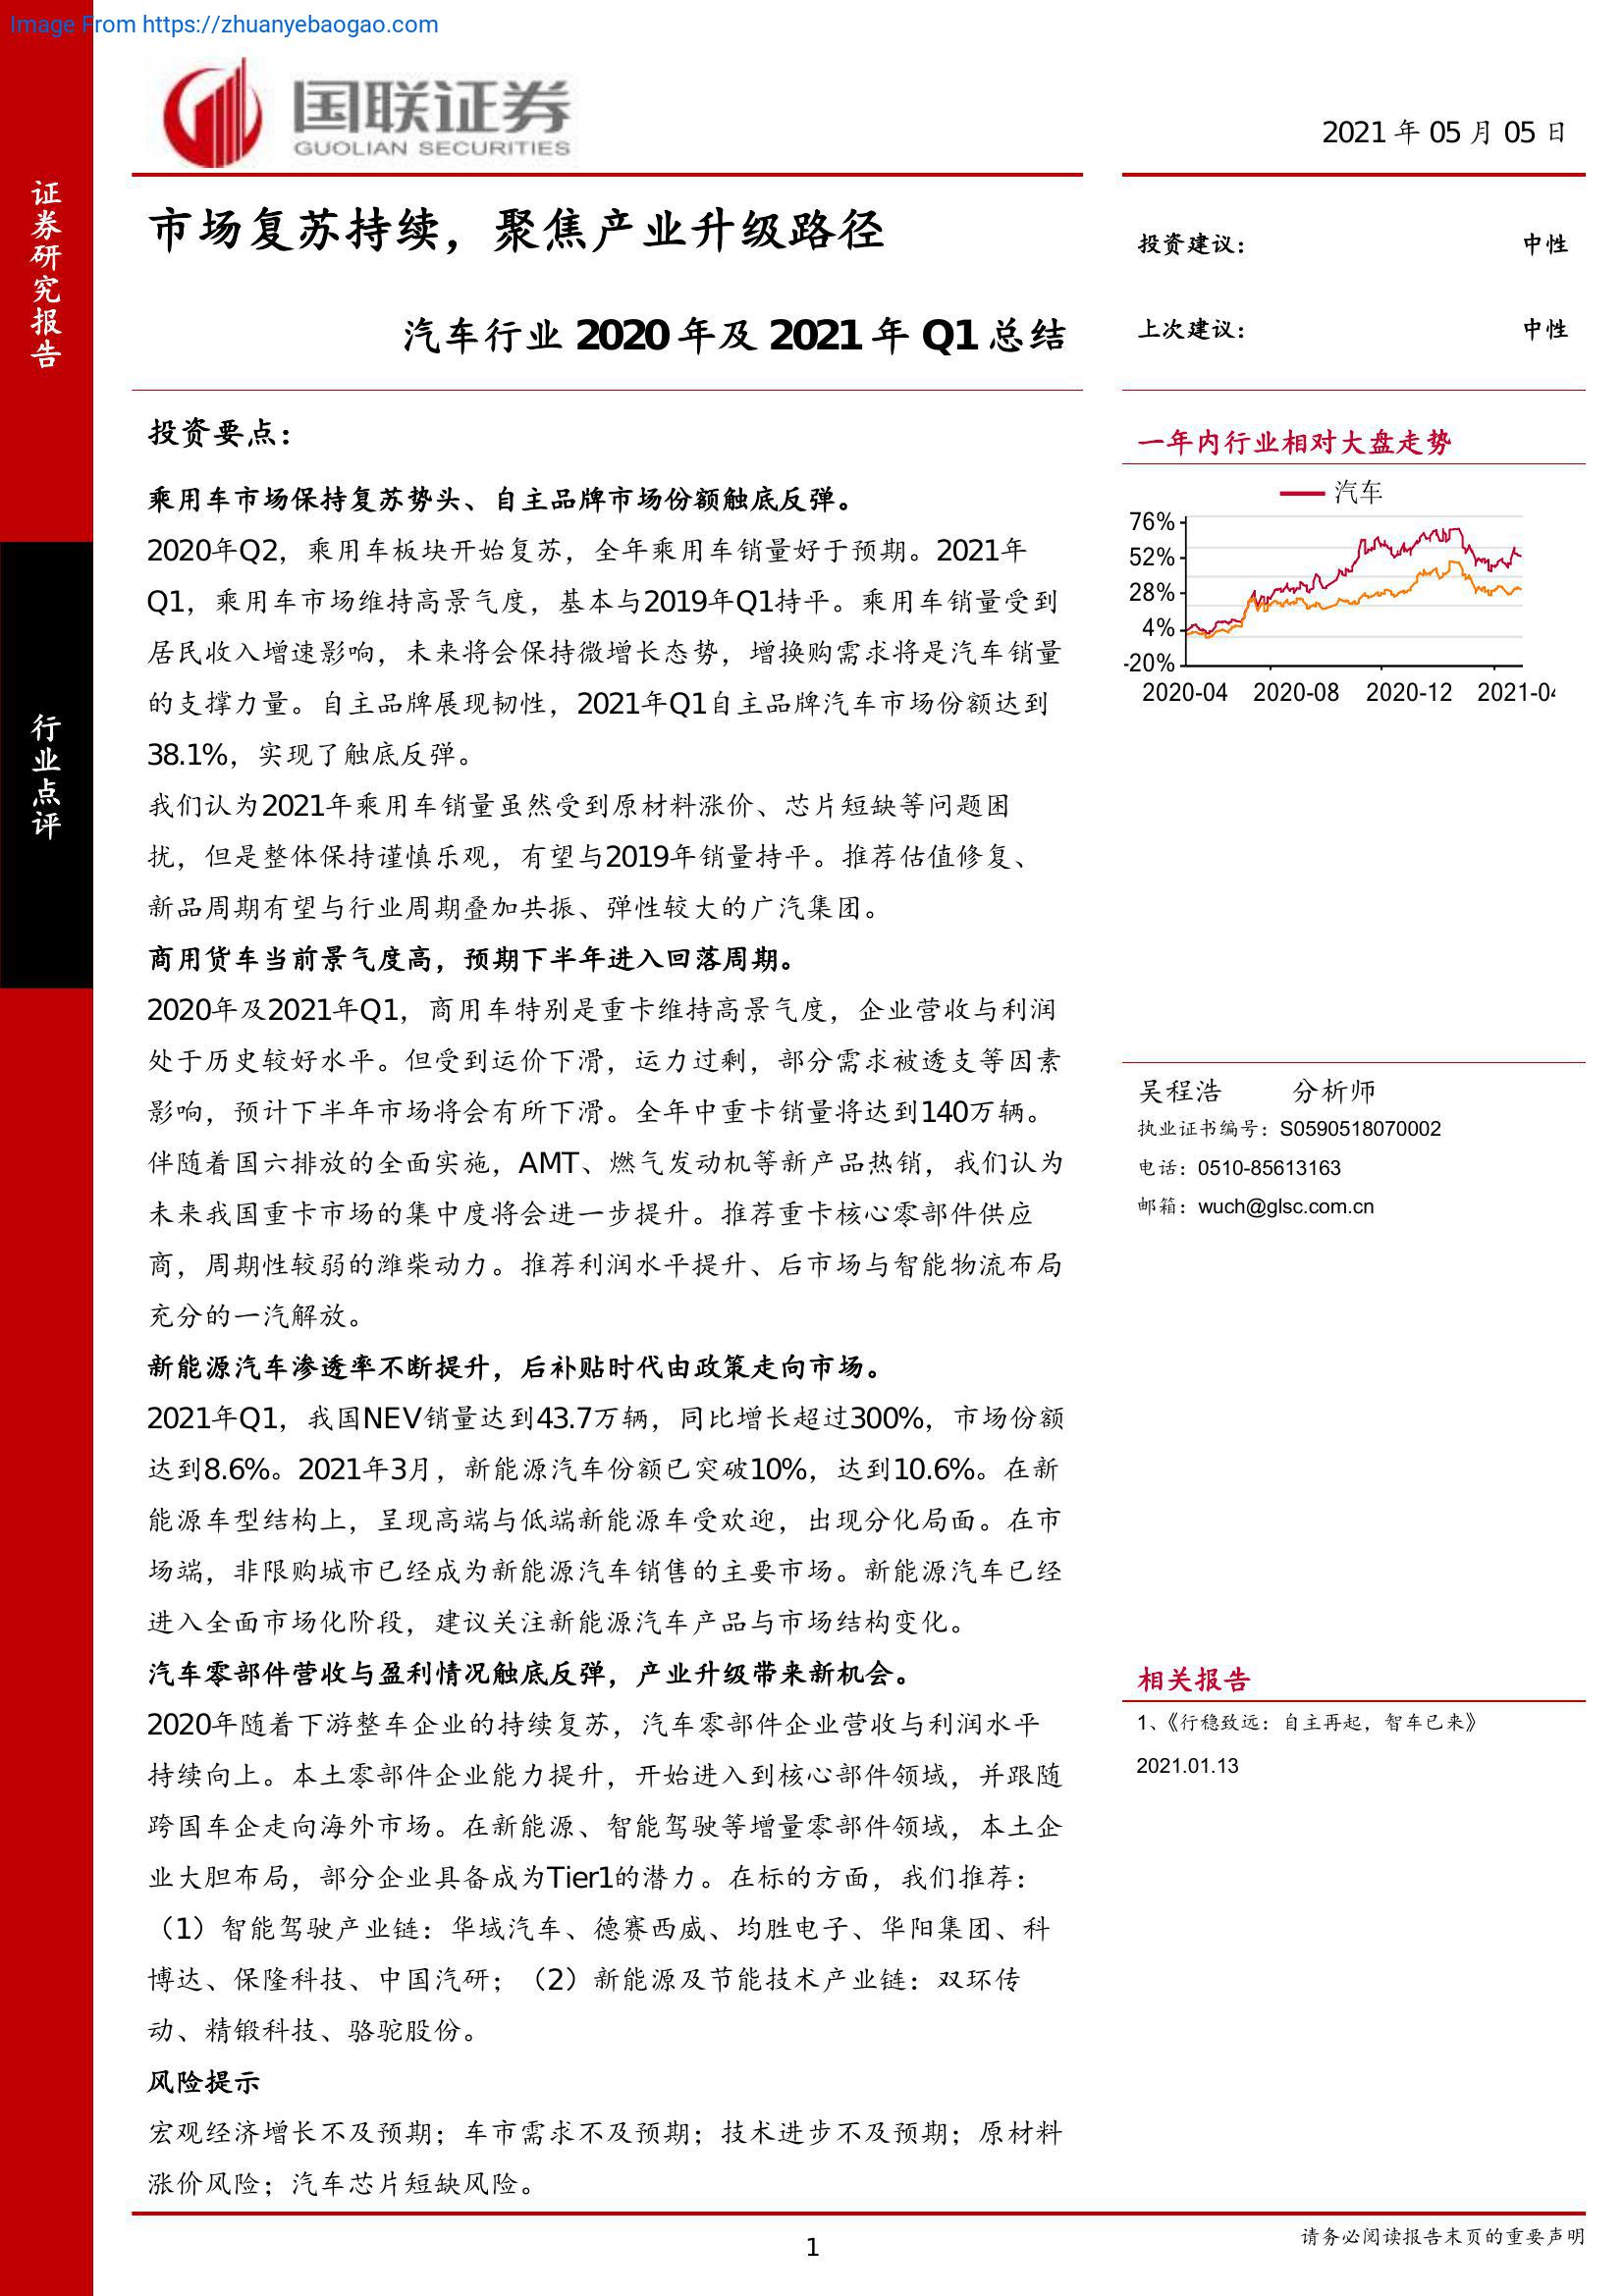 Image From https://zhuanyebaogao.com
国联证券
GUOLIAN SECURITIES
2021 年 05 月 05 日
证券研究报告
行业点评
市场复苏持续，聚焦产业升级路径
汽车行业 2020 年及 2021 年 Q1 总结
投资建议： 中性
上次建议： 中性
投资要点：
乘用车市场保持复苏势头、自主品牌市场份额触底反弹。
2020年Q2，乘用车板块开始复苏，全年乘用车销量好于预期。2021年
Q1，乘用车市场维持高景气度，基本与2019年Q1持平。乘用车销量受到
居民收入增速影响，未来将会保持微增长态势，增换购需求将是汽车销量
的支撑力量。自主品牌展现韧性，2021年Q1自主品牌汽车市场份额达到
38.1%，实现了触底反弹。
我们认为2021年乘用车销量虽然受到原材料涨价、芯片短缺等问题困
扰，但是整体保持谨慎乐观，有望与2019年销量持平。推荐估值修复、
新品周期有望与行业周期叠加共振、弹性较大的广汽集团。
商用货车当前景气度高，预期下半年进入回落周期。
2020年及2021年Q1，商用车特别是重卡维持高景气度，企业营收与利润
处于历史较好水平。但受到运价下滑，运力过剩，部分需求被透支等因素
影响，预计下半年市场将会有所下滑。全年中重卡销量将达到140万辆。
伴随着国六排放的全面实施，AMT、燃气发动机等新产品热销，我们认为
未来我国重卡市场的集中度将会进一步提升。推荐重卡核心零部件供应
商，周期性较弱的潍柴动力。推荐利润水平提升、后市场与智能物流布局
充分的一汽解放。
新能源汽车渗透率不断提升，后补贴时代由政策走向市场。
2021年Q1，我国NEV销量达到43.7万辆，同比增长超过300%，市场份额
达到8.6%。2021年3月，新能源汽车份额已突破10%，达到10.6%。在新
能源车型结构上，呈现高端与低端新能源车受欢迎，出现分化局面。在市
场端，非限购城市已经成为新能源汽车销售的主要市场。新能源汽车已经
进入全面市场化阶段，建议关注新能源汽车产品与市场结构变化。
汽车零部件营收与盈利情况触底反弹，产业升级带来新机会。
2020年随着下游整车企业的持续复苏，汽车零部件企业营收与利润水平
持续向上。本土零部件企业能力提升，开始进入到核心部件领域，并跟随
跨国车企走向海外市场。在新能源、智能驾驶等增量零部件领域，本土企
业大胆布局，部分企业具备成为Tier1的潜力。在标的方面，我们推荐：
（1）智能驾驶产业链：华域汽车、德赛西威、均胜电子、华阳集团、科
博达、保隆科技、中国汽研；（2）新能源及节能技术产业链：双环传
动、精锻科技、骆驼股份。
风险提示
宏观经济增长不及预期；车市需求不及预期；技术进步不及预期；原材料
涨价风险；汽车芯片短缺风险。
一年内行业相对大盘走势
汽车
76%
52%
28%
4%
-20%
2020-04 2020-08 2020-12 2021-04
吴程浩 分析师
执业证书编号：S0590518070002
电话：0510-85613163
邮箱：wuch@glsc.com.cn
相关报告
1、《行稳致远：自主再起，智车已来》
2021.01.13
1
请务必阅读报告末页的重要声明